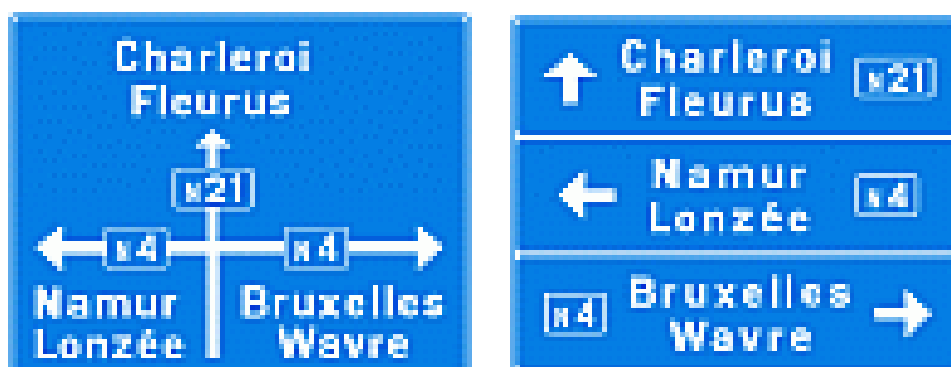 Charleroi
Fleurus
N21
N4 N4
Namur Bruxelles
Lonzée Wavre
Charleroi
Fleurus N21
Namur
Lonzée N4
N4 Bruxelles
Wavre